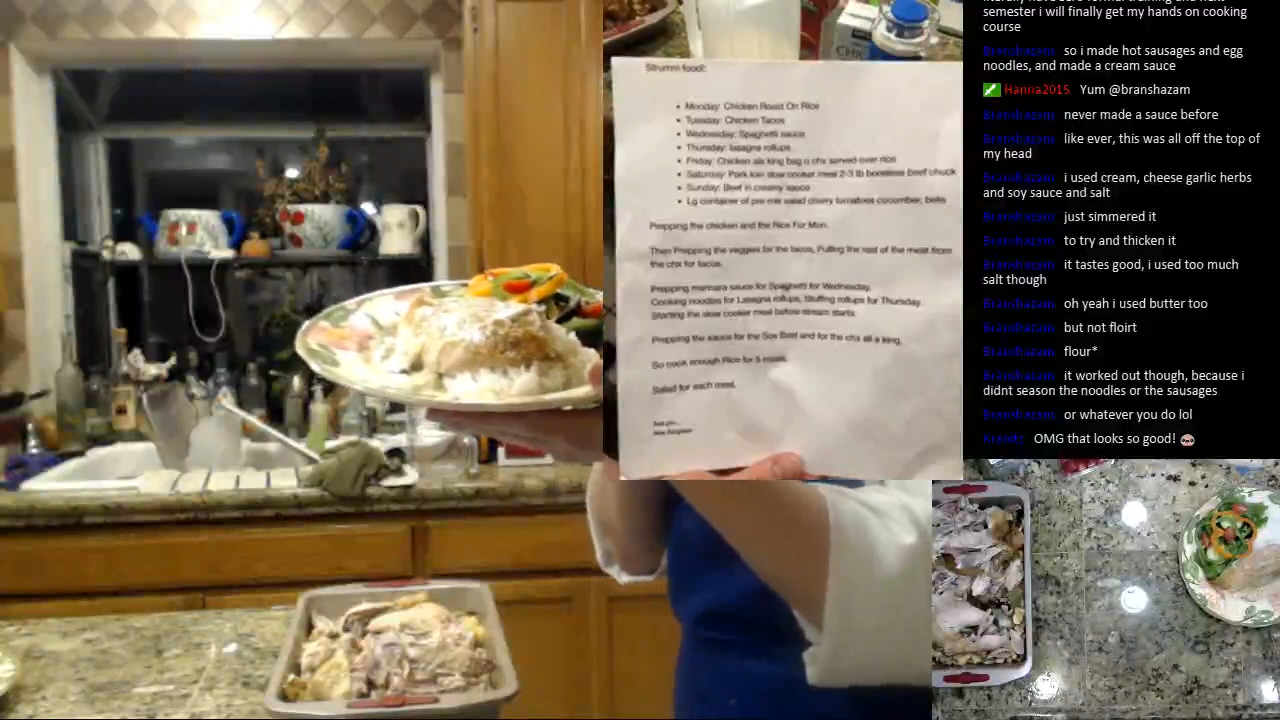 Strumm food!:
• Monday: Chicken Roast On Rice
• Tuesday: Chicken Tacos
• Wednesday: Spaghetti sauce
• Thursday: lasagna rollups
• Friday: Chicken ala king bag o chx served over rice
• Saturday: Pork loin slow cooker meal 2-3 lb boneless beef chuck
• Sunday: Beef in creamy sauce
• Lg container of pre mix salad cherry tomatoes cucumber, bells
Prepping the chicken and the Rice For Mon.
Then Prepping the veggies for the tacos, Pulling the rest of the meat from
the chx for tacos.
Prepping marinara sauce for Spaghetti for Wednesday,
Cooking noodles for Lasagna rollups, Stuffing rollups for Thursday.
Starting the slow cooker meal before stream starts.
Prepping the sauce for the Sow Beef and for the chx all a king.
So cook enough Rice for 5 meals.
Salad for each meal.
CHIC
semester i will finally get my hands on cooking
course
Branshazam so i made hot sausages and egg
noodles, and made a cream sauce
Hanna2015 Yum @branshazam
Branshazam never made a sauce before
Branshazam like ever, this was all off the top of
my head
Branshazam i used cream, cheese garlic herbs
and soy sauce and salt
Branshazam just simmered it
Branshazam to try and thicken it
Branshazam it tastes good, i used too much
salt though
Branshazam oh yeah i used butter too
Branshazam but not floirt
Branshazam flour*
Branshazam it worked out though, because i
didnt season the noodles or the sausages
Branshazam or whatever you do lol
OMG that looks so good!